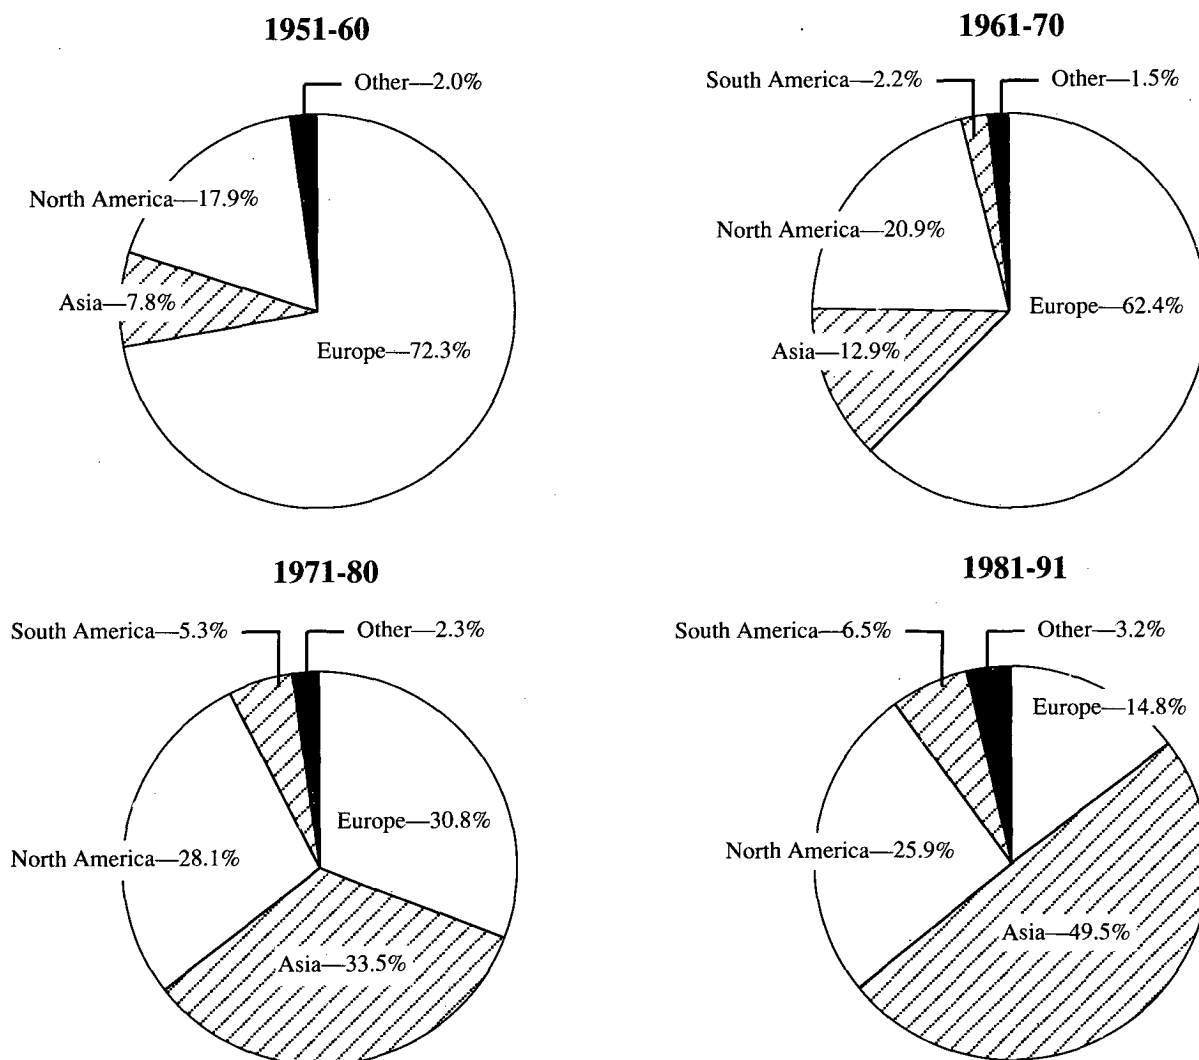 1951-60
Other—2.0%
North America—17.9%
Asia—7.8%
Europe—72.3%
1961-70
South America—2.2%
Other—1.5%
North America—20.9%
Europe—62.4%
Asia—12.9%
1971-80
South America—5.3%
Other—2.3%
Europe—30.8%
North America—28.1%
Asia—33.5%
1981-91
South America—6.5%
Other—3.2%
Europe—14.8%
North America—25.9%
Asia—49.5%